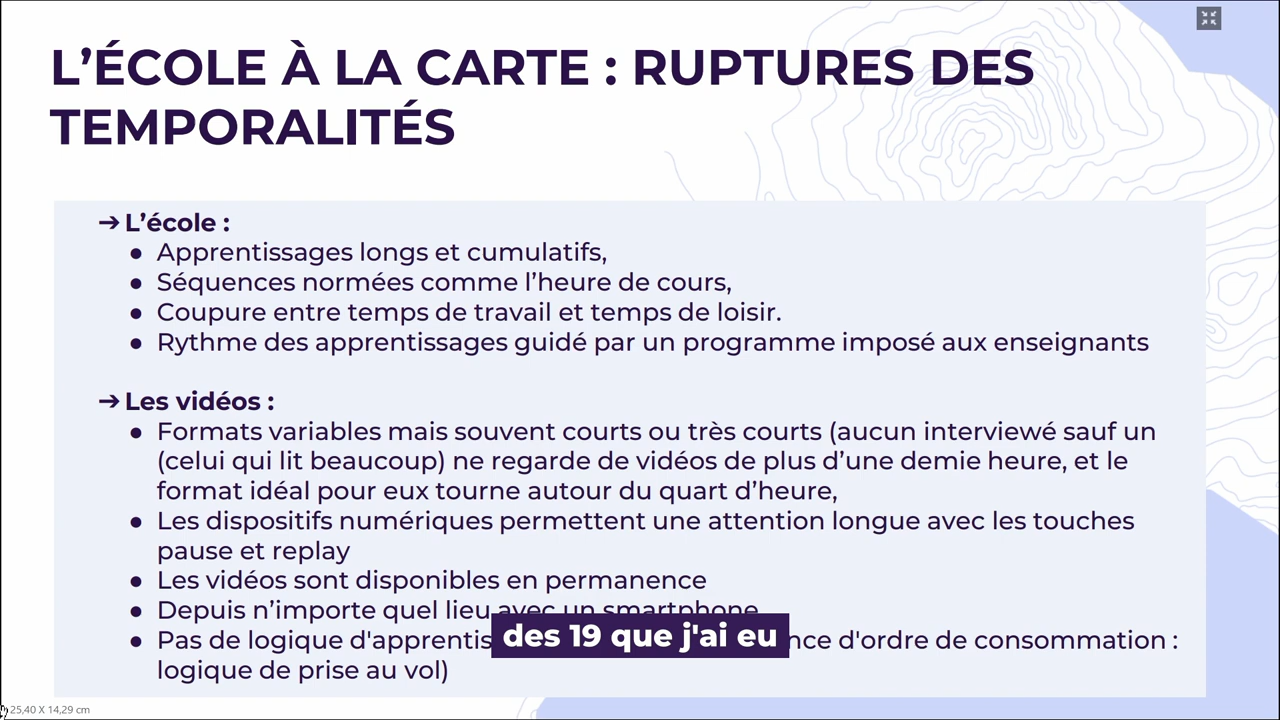 L'ÉCOLE À LA CARTE : RUPTURES DES
TEMPORALITÉS
➔ L'école :
● Apprentissages longs et cumulatifs,
● Séquences normées comme l'heure de cours,
● Coupure entre temps de travail et temps de loisir.
● Rythme des apprentissages guidé par un programme imposé aux enseignants
➔ Les vidéos :
● Formats variables mais souvent courts ou très courts (aucun interviewé sauf un
(celui qui lit beaucoup) ne regarde de vidéos de plus d'une demie heure, et le
format idéal pour eux tourne autour du quart d'heure,
● Les dispositifs numériques permettent une attention longue avec les touches
pause et replay
● Les vidéos sont disponibles en permanence
● Depuis n'importe quel lieu avec un smartphone
● Pas de logique d'ordre de consommation :
des 19 que j'ai eu
logique de prise au vol)
25,40 X 14,29 cm